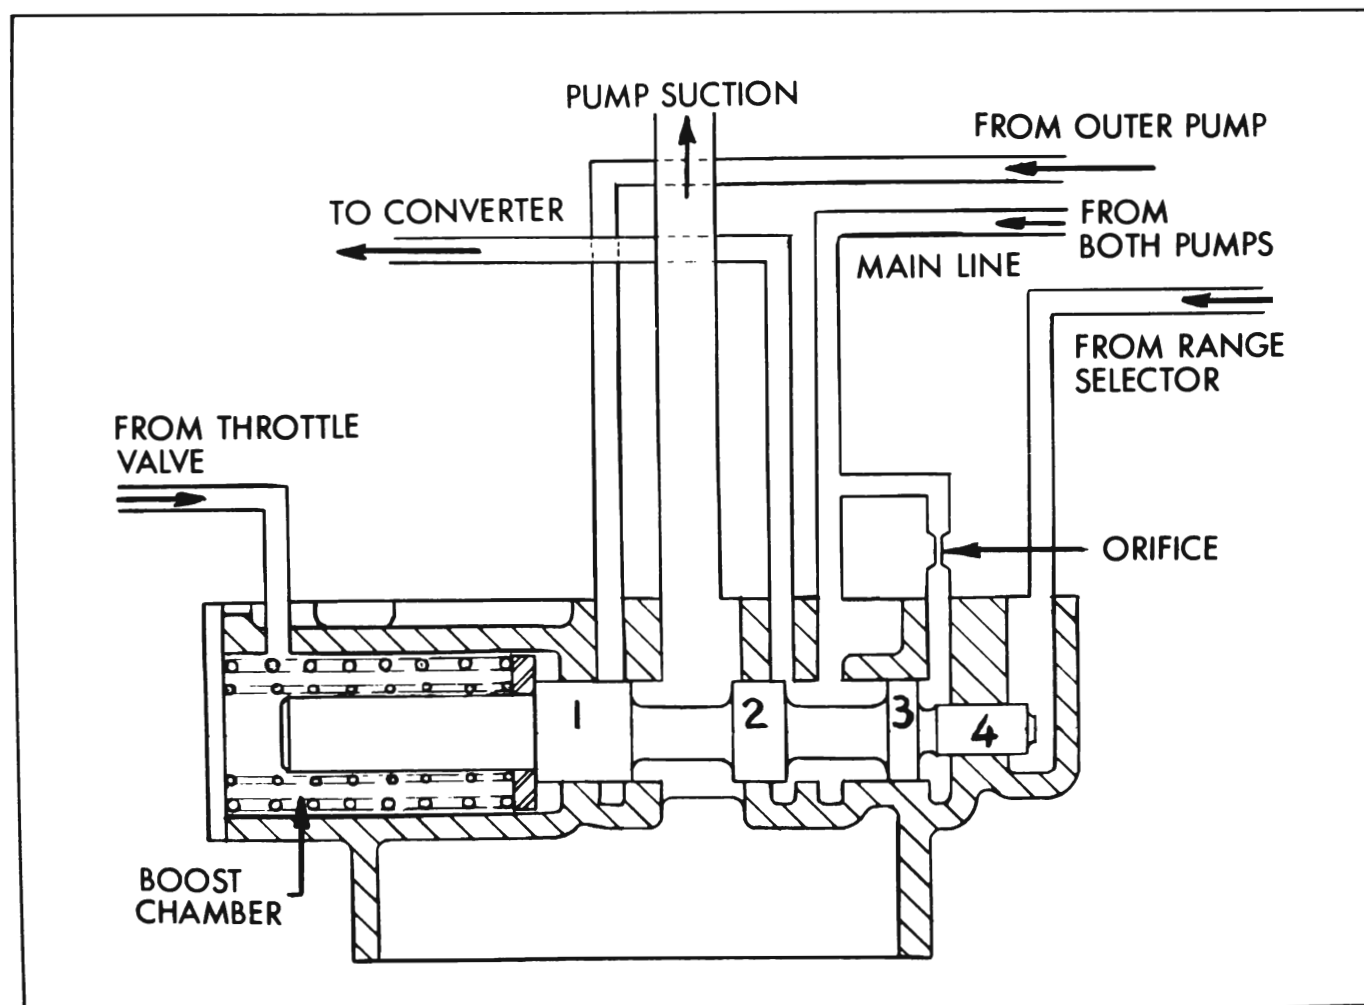 PUMP SUCTION
FROM OUTER PUMP
TO CONVERTER
FROM
BOTH PUMPS
MAIN LINE
FROM RANGE
SELECTOR
FROM THROTTLE
VALVE
ORIFICE
1
2
3
4
BOOST
CHAMBER